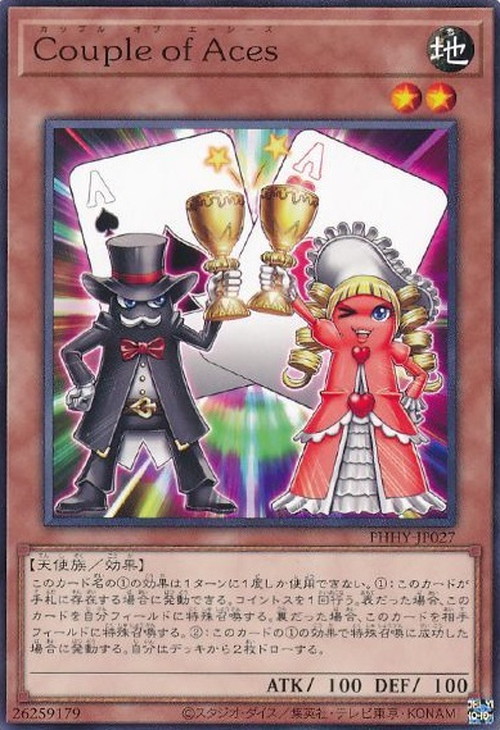 カップル オブ エーシーズ
Couple of Aces
地
A
A
PHHY-JP027
【天使族/効果】
このカード名の①の効果は1ターンに1度しか使用できない。①:このカードが
手札に存在する場合に発動できる。コイントスを1回行う。表だった場合、この
カードを自分フィールドに特殊召喚する。裏だった場合、このカードを相手
フィールドに特殊召喚する。②:このカードの①の効果で特殊召喚に成功した
場合に発動する。自分はデッキから2枚ドローする。
ATK/ 100 DEF/ 100
26259179 ©スタジオ・ダイス/集英社・テレビ東京・KONAMI